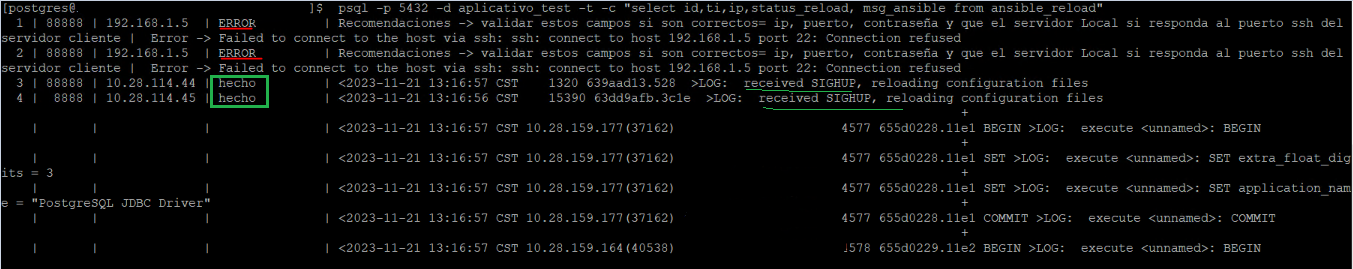 [postgres@. ]$ psql -p 5432 -d aplicativo_test -t -c "select id,ti,ip,status_reload, msg_ansible from ansible_reload"
1 | 88888 | 192.168.1.5 | ERROR | Recomendaciones -> validar estos campos si son correctos= ip, puerto, contraseña y que el servidor Local si responda al puerto ssh del
servidor cliente | Error -> Failed to connect to the host via ssh: ssh: connect to host 192.168.1.5 port 22: Connection refused
2 | 88888 | 192.168.1.5 | ERROR | Recomendaciones -> validar estos campos si son correctos= ip, puerto, contraseña y que el servidor Local si responda al puerto ssh del
servidor cliente | Error -> Failed to connect to the host via ssh: ssh: connect to host 192.168.1.5 port 22: Connection refused
3 | 88888 | 10.28.114.44 | hecho | <2023-11-21 13:16:57 CST 1320 639aad13.528 >LOG: received SIGHUP, reloading configuration files
4 | 8888 | 10.28.114.45 | hecho | <2023-11-21 13:16:56 CST 15390 63dd9afb.3c1e >LOG: received SIGHUP, reloading configuration files
+
| | | | <2023-11-21 13:16:57 CST 10.28.159.177(37162) 4577 655d0228.11e1 BEGIN >LOG: execute <unnamed>: BEGIN
+
| | | | <2023-11-21 13:16:57 CST 10.28.159.177(37162) 4577 655d0228.11e1 SET >LOG: execute <unnamed>: SET extra_float_dig
its = 3 +
| | | | <2023-11-21 13:16:57 CST 10.28.159.177(37162) 4577 655d0228.11e1 SET >LOG: execute <unnamed>: SET application_nam
e = "PostgreSQL JDBC Driver" +
| | | | <2023-11-21 13:16:57 CST 10.28.159.177(37162) 4577 655d0228.11e1 COMMIT >LOG: execute <unnamed>: COMMIT
+
| | | | <2023-11-21 13:16:57 CST 10.28.159.164(40538) 4578 655d0229.11e2 BEGIN >LOG: execute <unnamed>: BEGIN